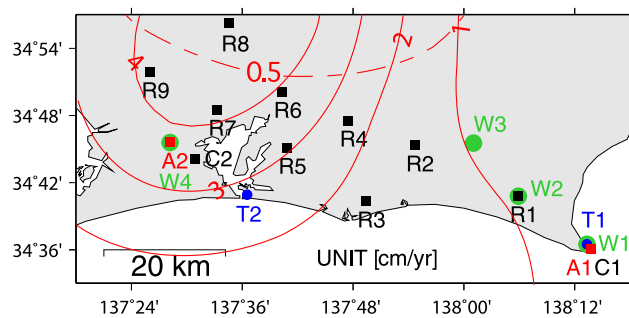 34°54'
34°48'
34°42'
34°36'
R8
1
2
4
0.5
R9
R6
R7
W3
R4
R5
R2
A2
C2
W4
3
W2
T2
R3
R1
T1
W1
20 km
UNIT [cm/yr]
A1 C1
137°24'
137°36'
137°48'
138°00'
138°12'